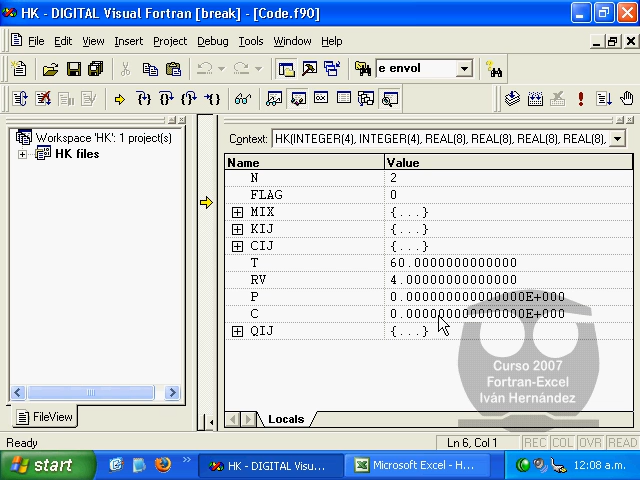 HK - DIGITAL Visual Fortran [break] - [Code.f90]
File Edit View Insert Project Debug Tools Window Help
e envol
Workspace 'HK': 1 project(s)
HK files
FileView
Context: HK(INTEGER(4), INTEGER(4), REAL(8), REAL(8), REAL(8), REAL(8),
Name Value
N 2
FLAG 0
MIX {...}
KIJ {...}
CIJ {...}
T 60.0000000000000
RV 4.00000000000000
P 0.000000000000000E+000
C 0.000000000000000E+000
QIJ {...}
Curso 2007
Fortran-Excel
Iván Hernández
Locals
Ready Ln 6, Col 1 REC COL OVR READ
start HK - DIGITAL Visu... Microsoft Excel - H... 12:08 a.m.